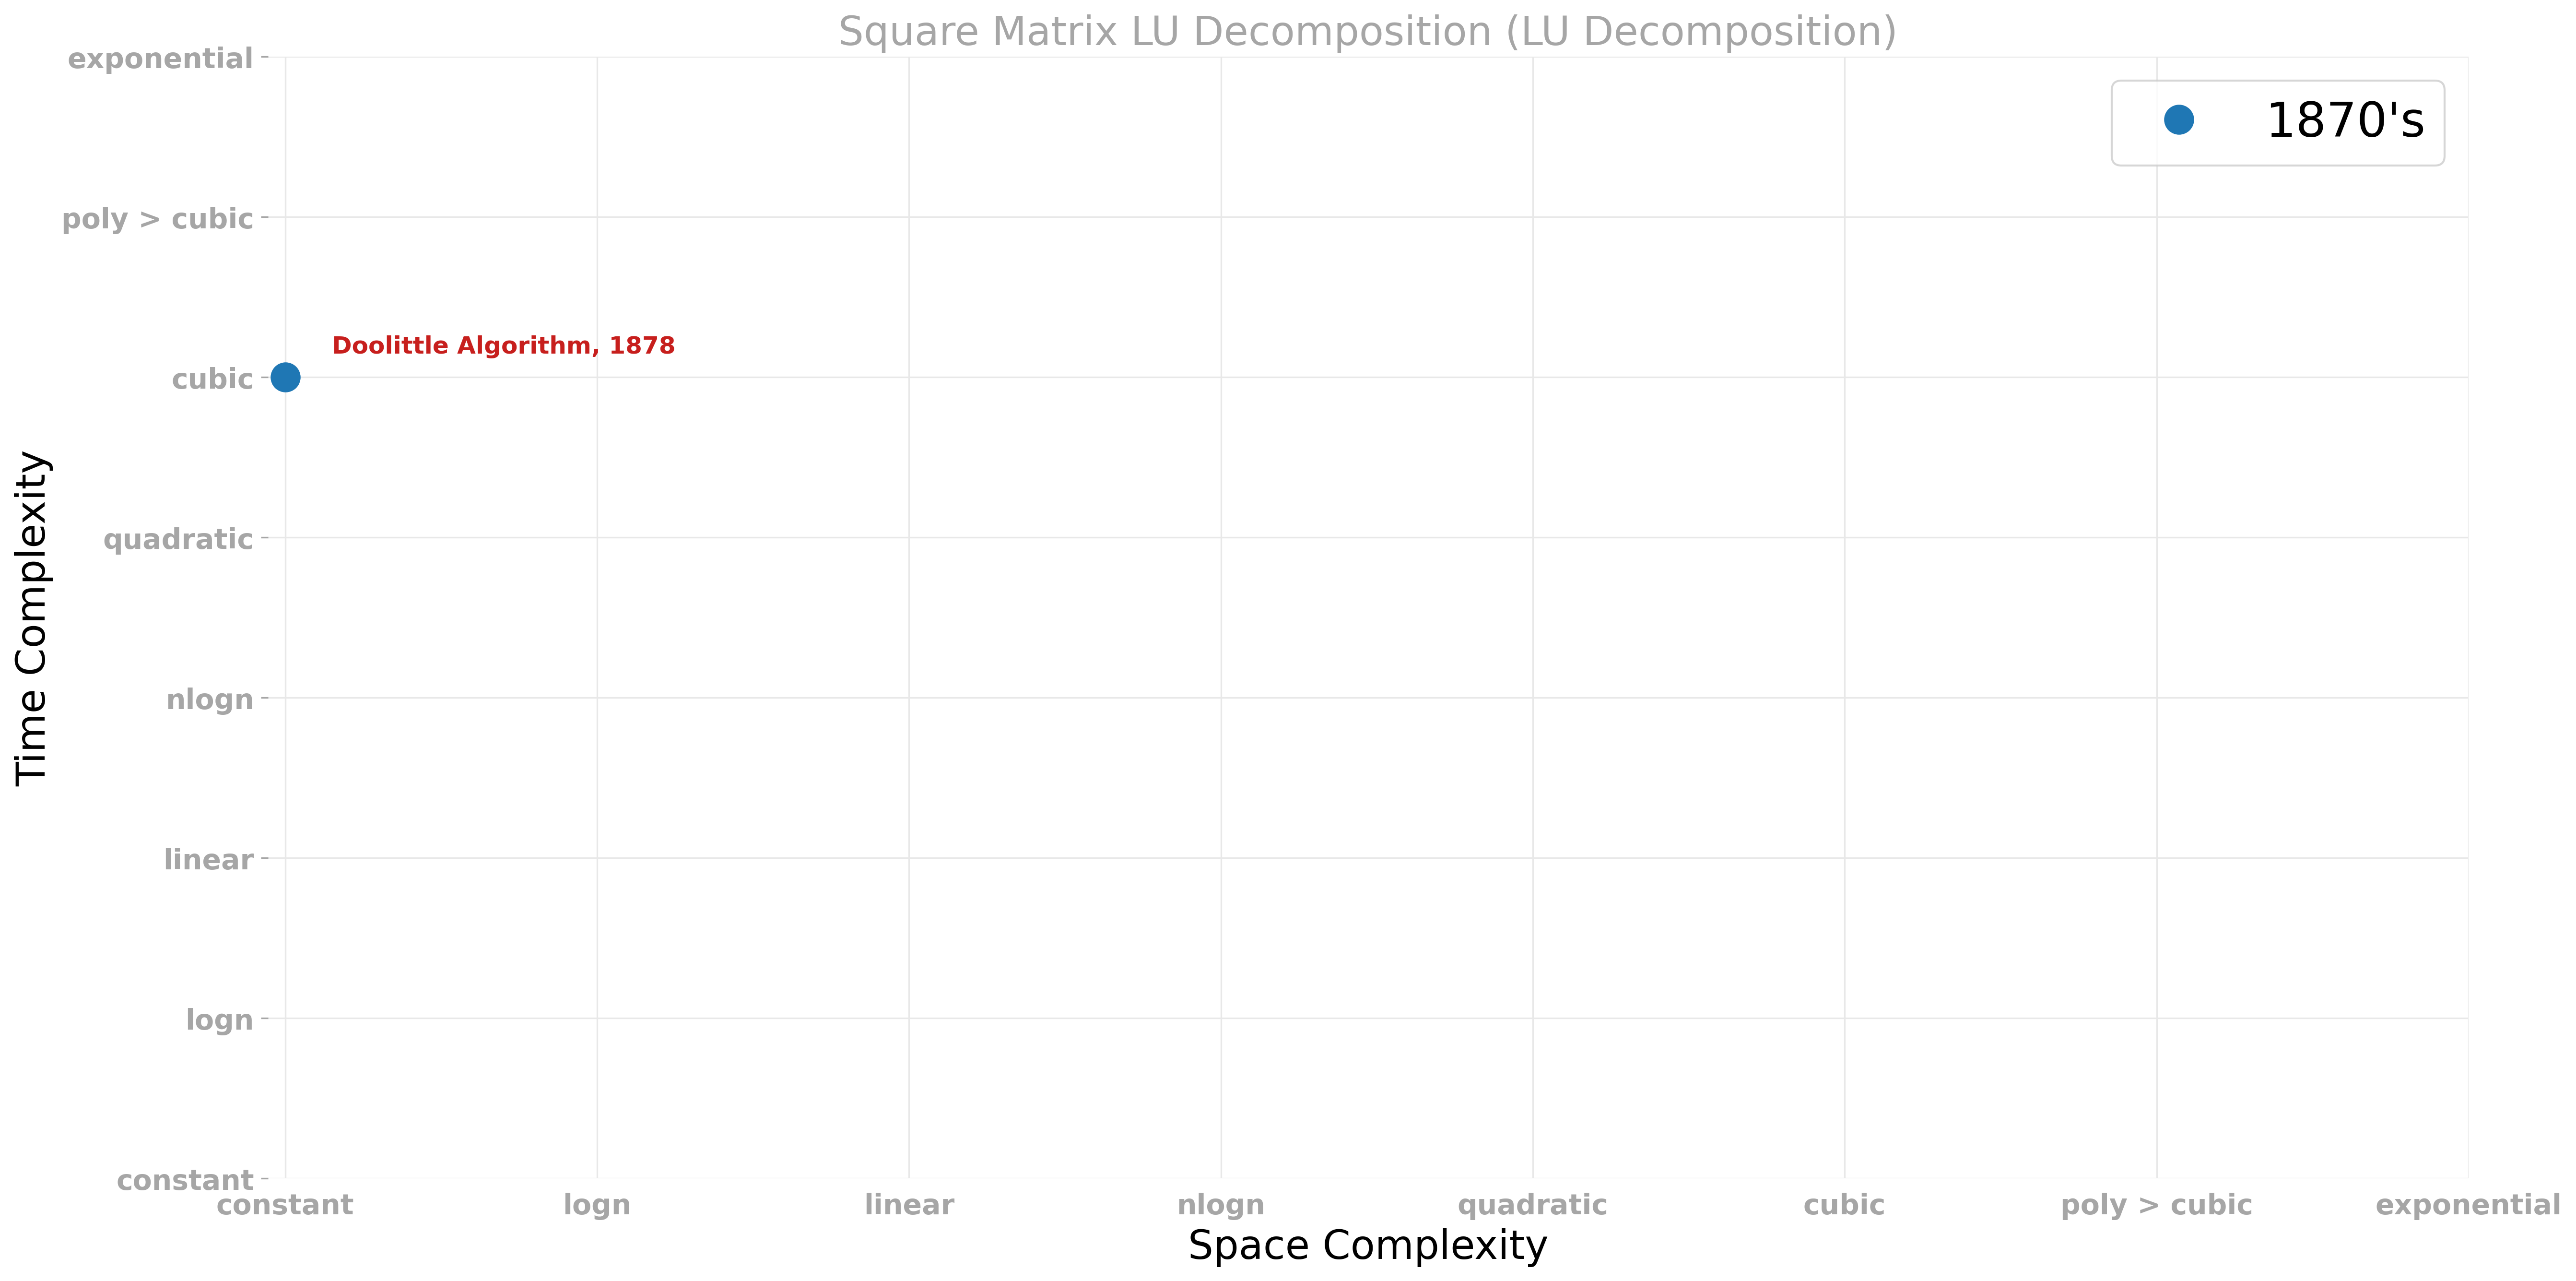 Square Matrix LU Decomposition (LU Decomposition)
exponential
1870's
poly > cubic
Doolittle Algorithm, 1878
cubic
quadratic
nlogn
linear
logn
constant
Time Complexity
constant
logn
linear
nlogn
quadratic
cubic
poly > cubic
exponential
Space Complexity